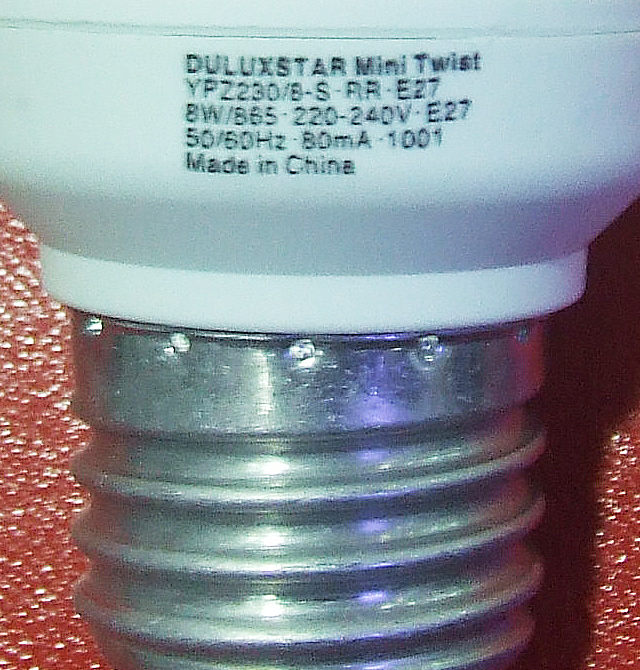 DULUXSTAR Mini Twist
YPZ230/8-S · RR · E27
8W/865 · 220-240V · E27
50/60Hz · 80mA · 1001
Made in China